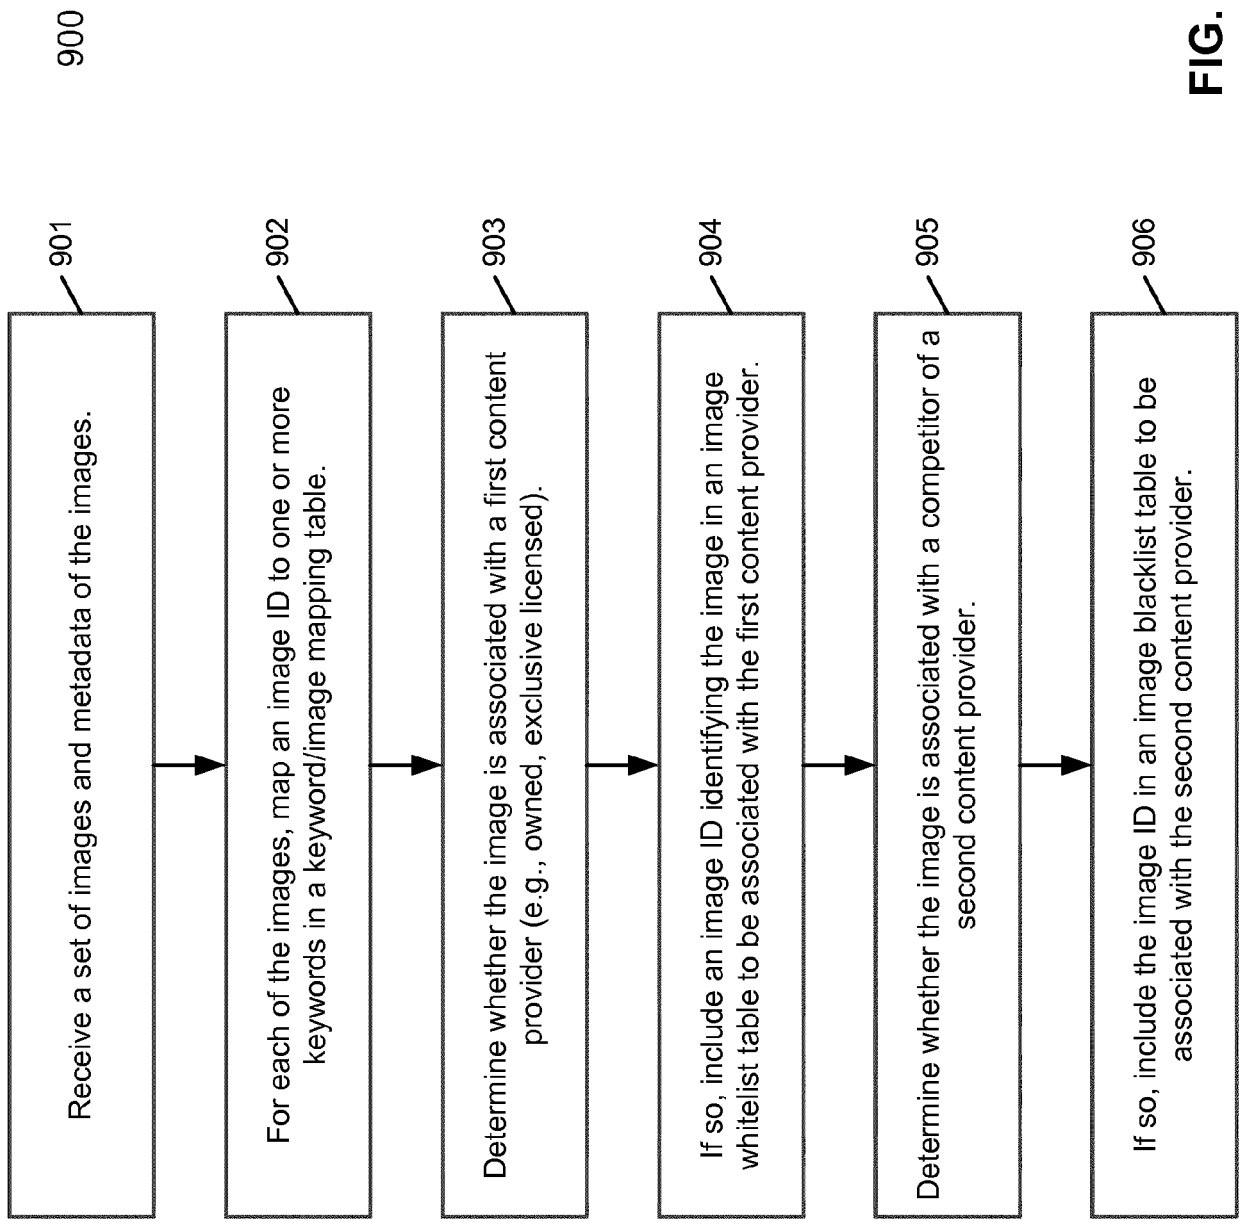 900
901
Receive a set of images and metadata of the images.
902
For each of the images, map an image ID to one or more
keywords in a keyword/image mapping table.
903
Determine whether the image is associated with a first content
provider (e.g., owned, exclusive licensed).
904
If so, include an image ID identifying the image in an image
whitelist table to be associated with the first content provider.
905
Determine whether the image is associated with a competitor of a
second content provider.
906
If so, include the image ID in an image blacklist table to be
associated with the second content provider.
FIG.